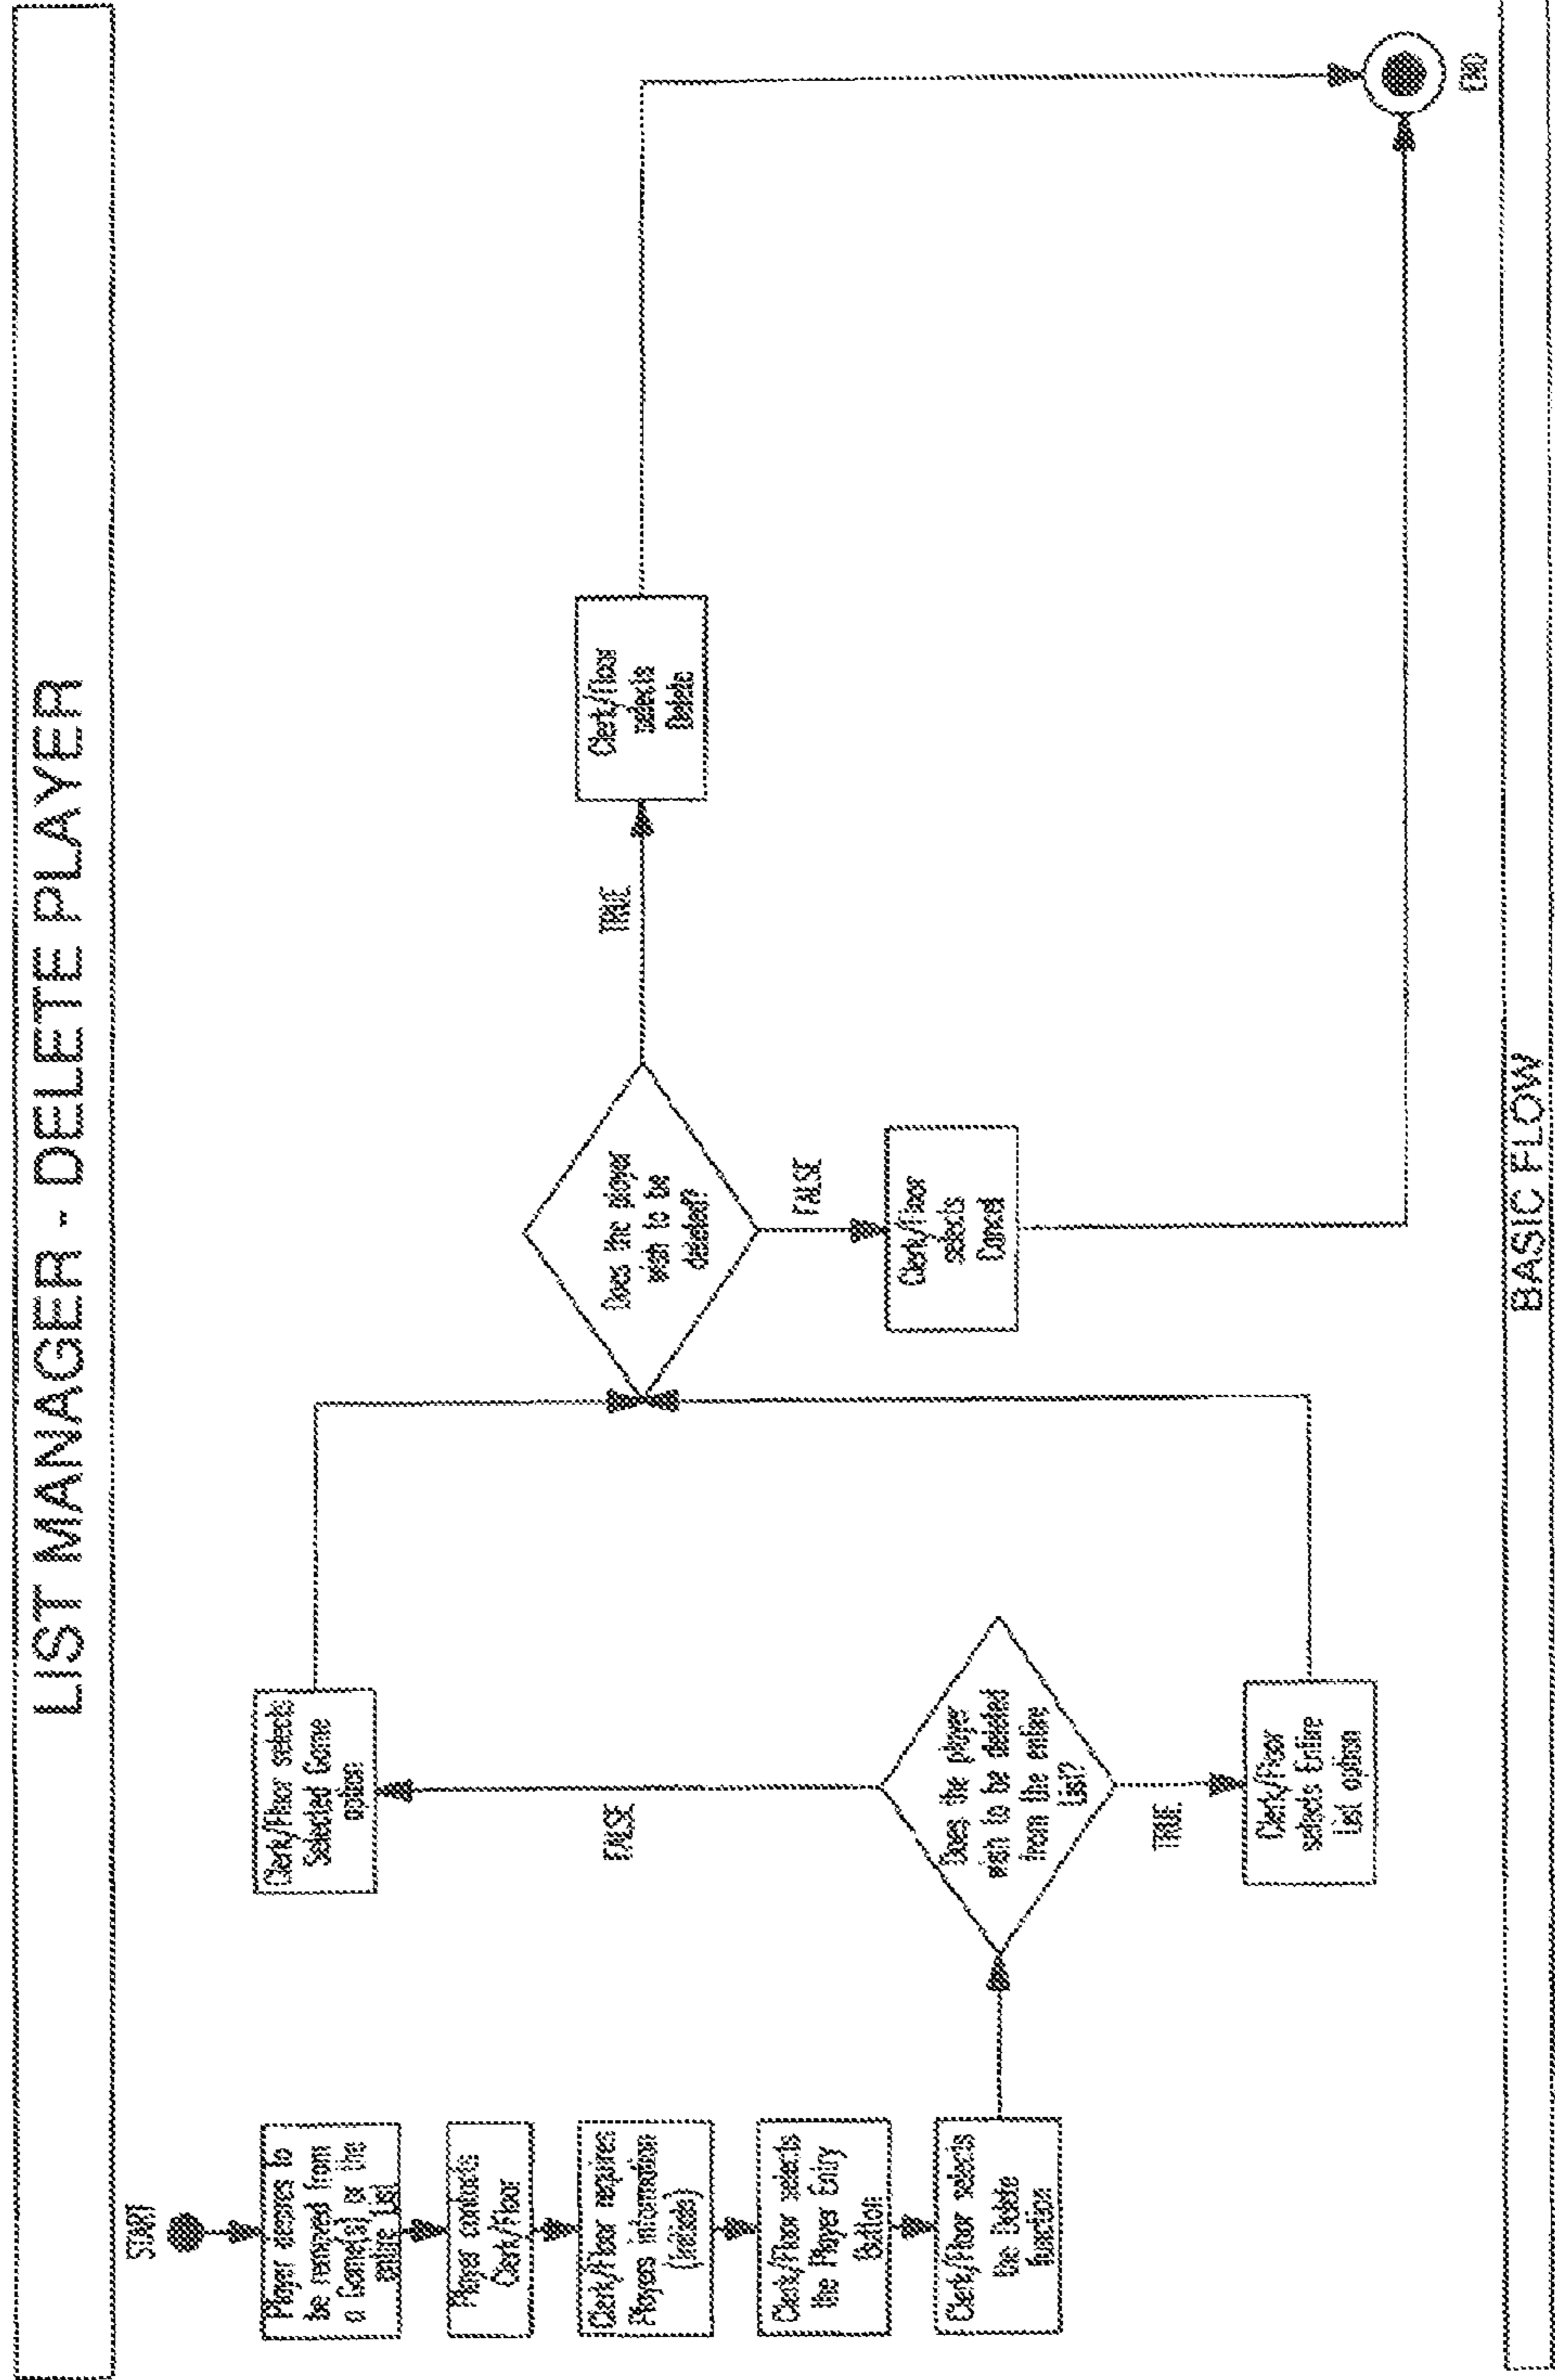 LIST MANAGER - DELETE PLAYER
START
Player desires to
be removed from
a Game(s) or the
entire List
Player contacts
Clerk/Floor
Clerk/Floor requires
Players information
(initials)
Clerk/Floor selects
the Player Entry
Button
Clerk/Floor selects
the Delete
function
Does the player
wish to be deleted
from the entire
List?
FALSE
Clerk/Floor selects
Selected Game
option
TRUE
Clerk/Floor
selects Entire
List option
Does the player
wish to be
deleted?
FALSE
Clerk/Floor
selects
Cancel
TRUE
Clerk/Floor
selects
Delete
END
BASIC FLOW